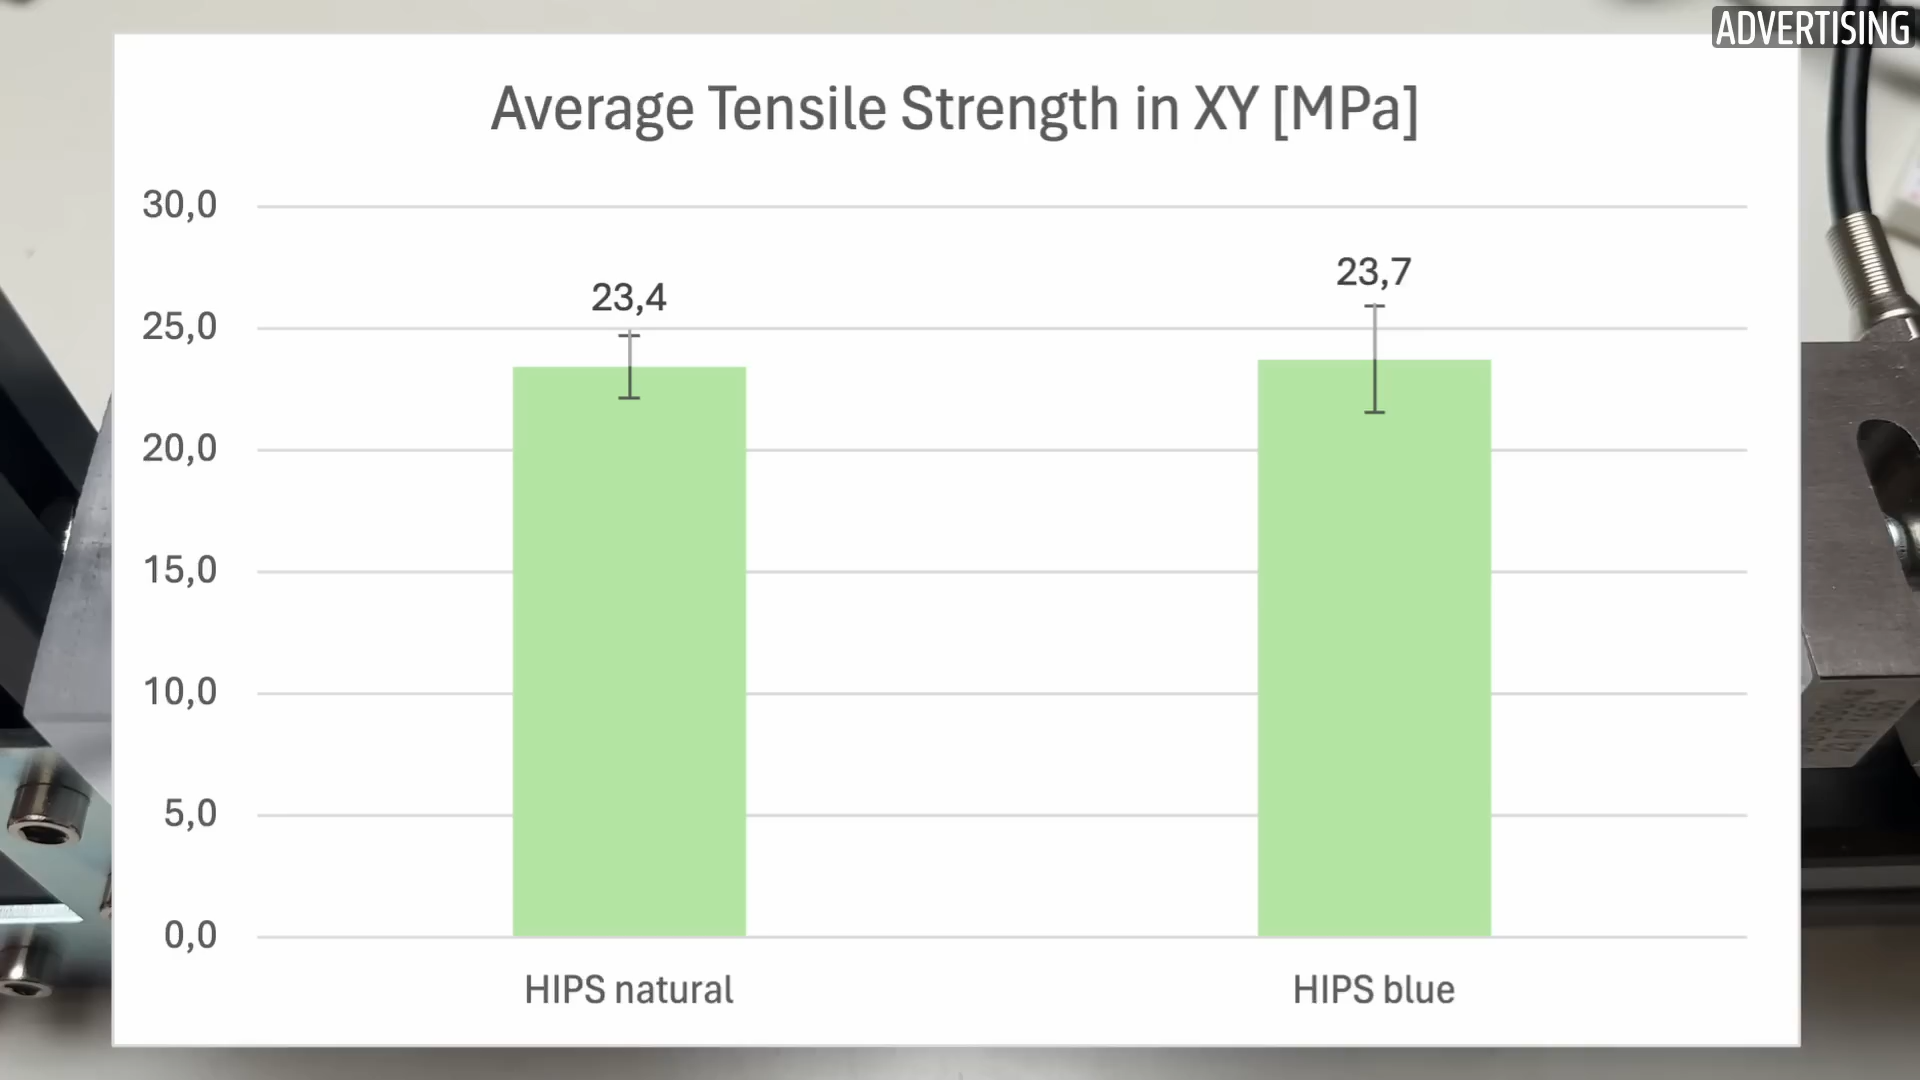 ADVERTISING
Average Tensile Strength in XY [MPa]
30,0
25,0
20,0
15,0
10,0
5,0
0,0
23,4
23,7
HIPS natural
HIPS blue